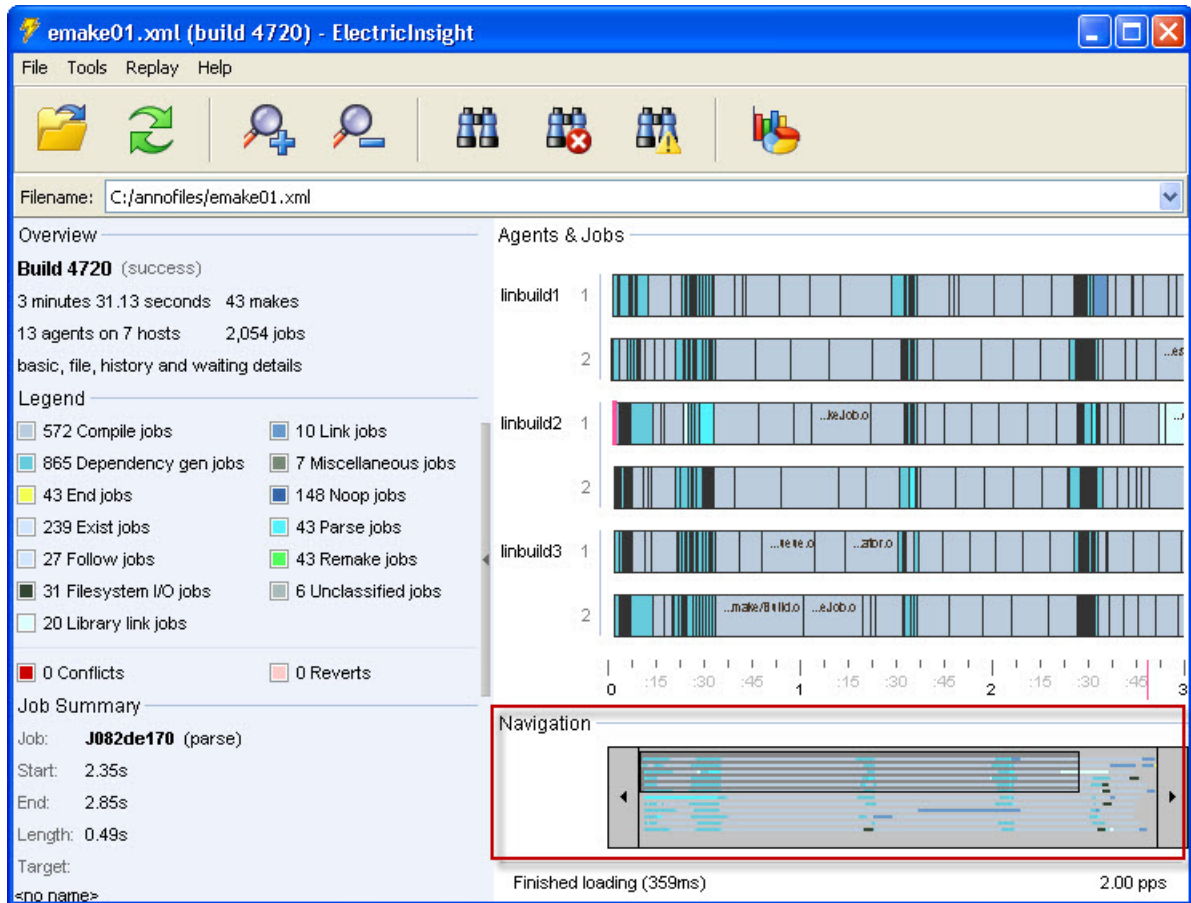 emake01.xml (build 4720) - ElectricInsight
File Tools Replay Help
Filename: C:/annofiles/emake01.xml
Overview
Build 4720 (success)
3 minutes 31.13 seconds 43 makes
13 agents on 7 hosts 2,054 jobs
basic, file, history and waiting details
Legend
572 Compile jobs 10 Link jobs
865 Dependency gen jobs 7 Miscellaneous jobs
43 End jobs 148 Noop jobs
239 Exist jobs 43 Parse jobs
27 Follow jobs 43 Remake jobs
31 Filesystem I/O jobs 6 Unclassified jobs
20 Library link jobs
0 Conflicts 0 Reverts
Job Summary
Job: J082de170 (parse)
Start: 2.35s
End: 2.85s
Length: 0.49s
Target:
<no name>
Agents & Jobs
linbuild1 1
2 ...es
linbuild2 1 ...keJob.o
2
linbuild3 1 ...ator.o
2 ...make/Build.o ...eJob.o
0 :15 :30 :45 1 :15 :30 :45 2 :15 :30 :45 3
Navigation
Finished loading (359ms) 2.00 pps